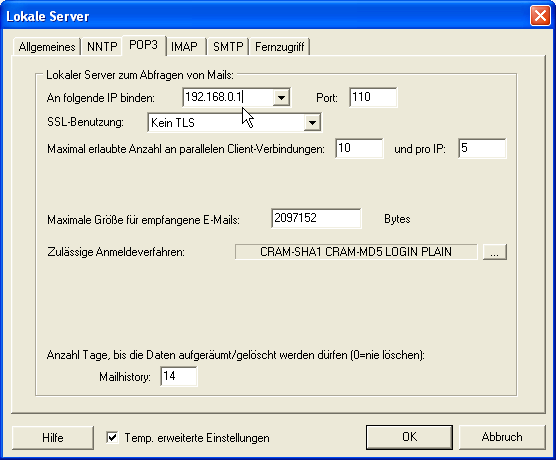 Lokale Server
Allgemeines NNTP POP3 IMAP SMTP Fernzugriff
Lokaler Server zum Abfragen von Mails:
An folgende IP binden: 192.168.0.1 Port: 110
SSL-Benutzung: Kein TLS
Maximal erlaubte Anzahl an parallelen Client-Verbindungen: 10 und pro IP: 5
Maximale Größe für empfangene E-Mails: 2097152 Bytes
Zulässige Anmeldeverfahren: CRAM-SHA1 CRAM-MD5 LOGIN PLAIN ...
Anzahl Tage, bis die Daten aufgeräumt/gelöscht werden dürfen (0=nie löschen):
Mailhistory: 14
Hilfe Temp. erweiterte Einstellungen OK Abbruch